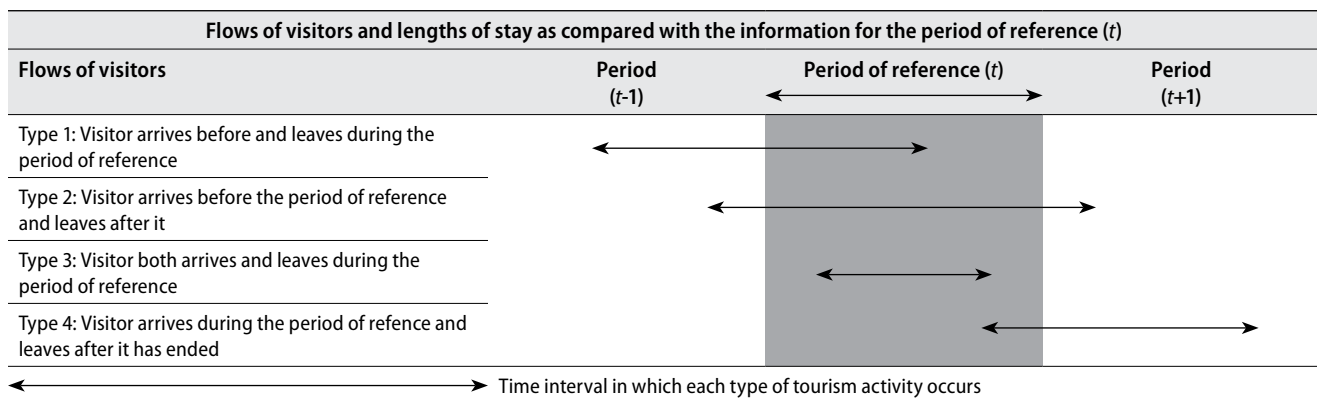 Flows of visitors and lengths of stay as compared with the information for the period of reference (t)
Flows of visitors
Period
(t-1)
Period of reference (t)
Period
(t+1)
Type 1: Visitor arrives before and leaves during the
period of reference
Type 2: Visitor arrives before the period of reference
and leaves after it
Type 3: Visitor both arrives and leaves during the
period of reference
Type 4: Visitor arrives during the period of refence and
leaves after it has ended
Time interval in which each type of tourism activity occurs